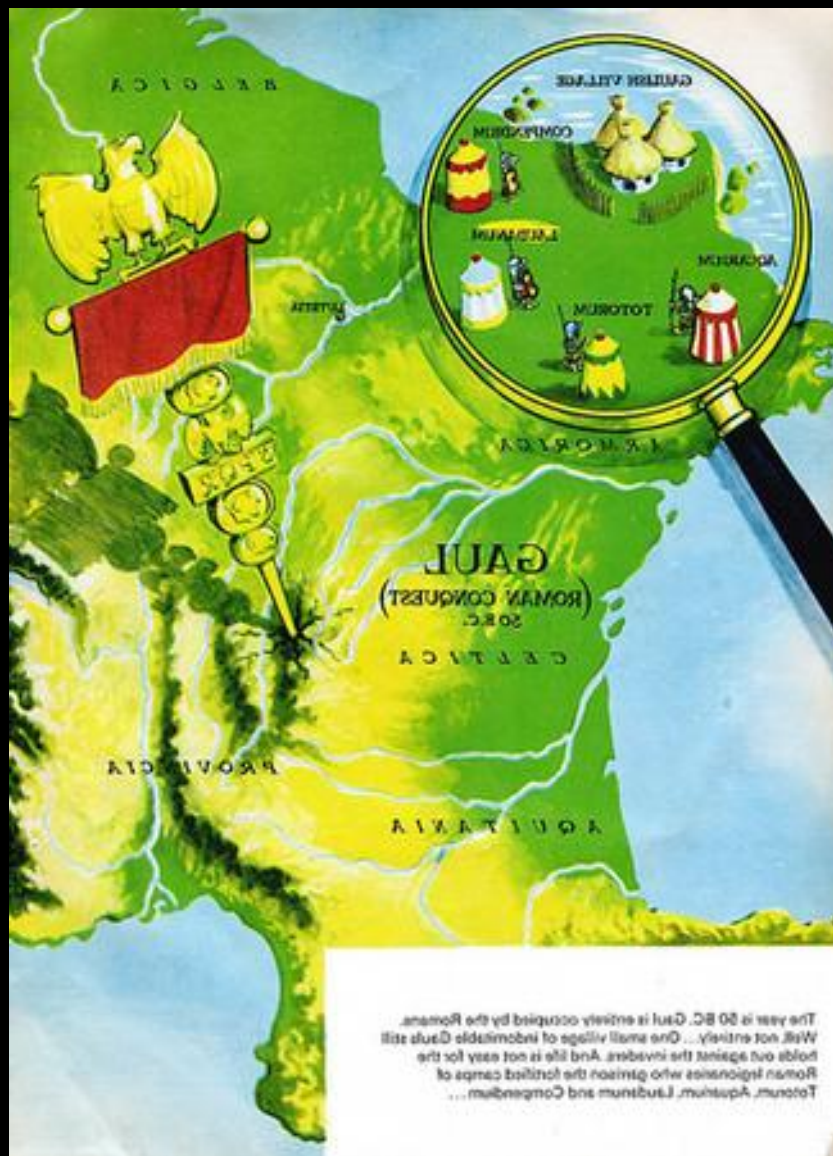 BELGICA
GAULISH VILLAGE
COMPENDIUM
LAUDANUM
AQUARIUM
TOTORUM
LUTETIA
ARMORICA
SPQR
GAUL
(ROMAN CONQUEST)
50 B.C.
CELTICA
PROVINCIA
AQUITANIA
The year is 50 BC. Gaul is entirely occupied by the Romans.
Well, not entirely... One small village of indomitable Gauls still
holds out against the invaders. And life is not easy for the
Roman legionaries who garrison the fortified camps of
Totorum, Aquarium, Laudanum and Compendium...